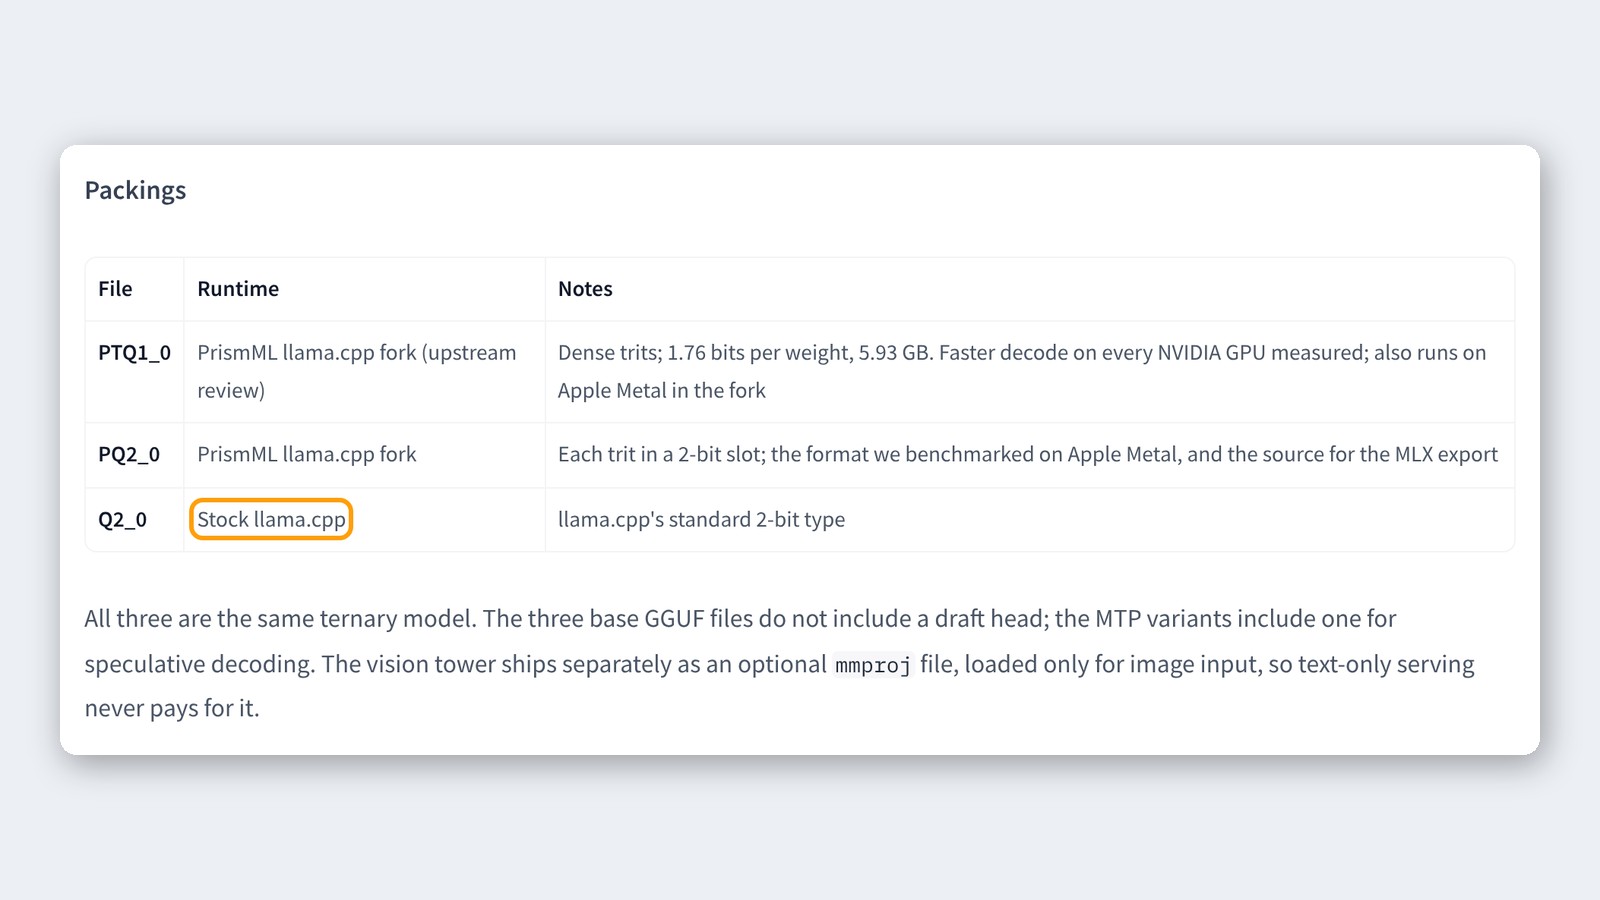 Packings
File Runtime Notes
PTQ1_0 PrismML llama.cpp fork (upstream review) Dense trits; 1.76 bits per weight, 5.93 GB. Faster decode on every NVIDIA GPU measured; also runs on Apple Metal in the fork
PQ2_0 PrismML llama.cpp fork Each trit in a 2-bit slot; the format we benchmarked on Apple Metal, and the source for the MLX export
Q2_0 Stock llama.cpp llama.cpp's standard 2-bit type
All three are the same ternary model. The three base GGUF files do not include a draft head; the MTP variants include one for
speculative decoding. The vision tower ships separately as an optional mmproj file, loaded only for image input, so text-only serving
never pays for it.